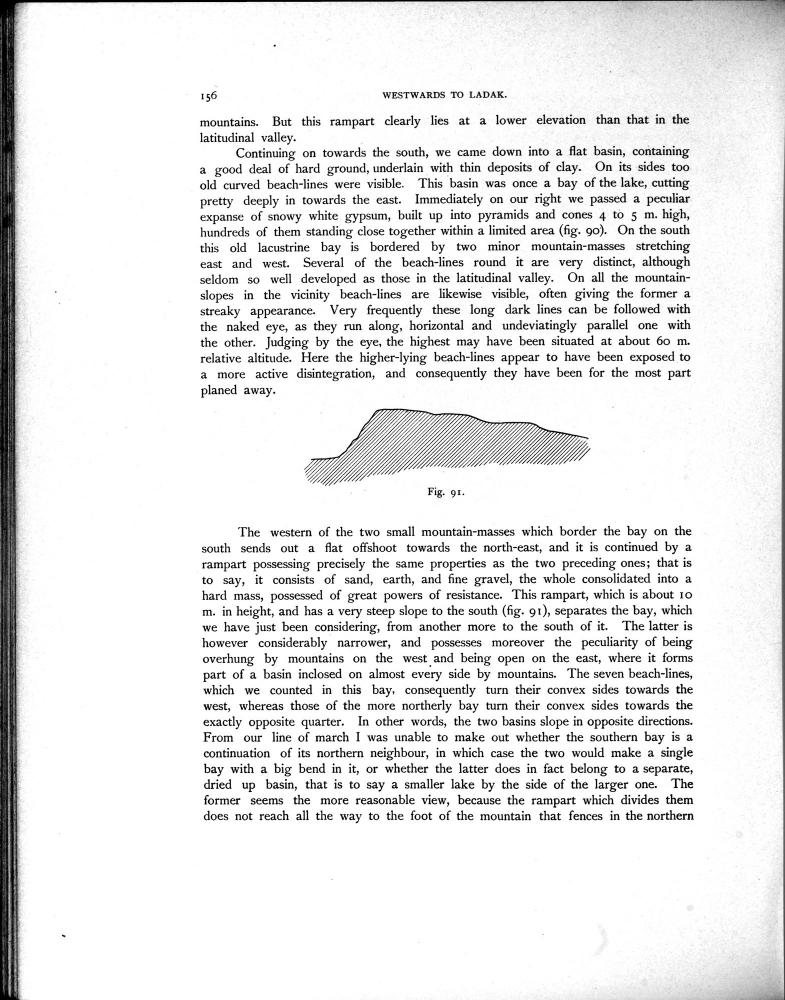 156
WESTWARDS TO LADAK.
mountains. But this rampart clearly lies at a lower elevation than that in the
latitudinal valley.
Continuing on towards the south, we came down into a flat basin, containing
a good deal of hard ground, underlain with thin deposits of clay. On its sides too
old curved beach-lines were visible. This basin was once a bay of the lake, cutting
pretty deeply in towards the east. Immediately on our right we passed a peculiar
expanse of snowy white gypsum, built up into pyramids and cones 4 to 5 m. high,
hundreds of them standing close together within a limited area (fig. 90). On the south
this old lacustrine bay is bordered by two minor mountain-masses stretching
east and west. Several of the beach-lines round it are very distinct, although
seldom so well developed as those in the latitudinal valley. On all the mountain-
slopes in the vicinity beach-lines are likewise visible, often giving the former a
streaky appearance. Very frequently these long dark lines can be followed with
the naked eye, as they run along, horizontal and undeviatingly parallel one with
the other. Judging by the eye, the highest may have been situated at about 60 m.
relative altitude. Here the higher-lying beach-lines appear to have been exposed to
a more active disintegration, and consequently they have been for the most part
planed away.
Fig. 91.
The western of the two small mountain-masses which border the bay on the
south sends out a flat offshoot towards the north-east, and it is continued by a
rampart possessing precisely the same properties as the two preceding ones; that is
to say, it consists of sand, earth, and fine gravel, the whole consolidated into a
hard mass, possessed of great powers of resistance. This rampart, which is about 10
m. in height, and has a very steep slope to the south (fig. 91), separates the bay, which
we have just been considering, from another more to the south of it. The latter is
however considerably narrower, and possesses moreover the peculiarity of being
overhung by mountains on the west and being open on the east, where it forms
part of a basin inclosed on almost every side by mountains. The seven beach-lines,
which we counted in this bay, consequently turn their convex sides towards the
west, whereas those of the more northerly bay turn their convex sides towards the
exactly opposite quarter. In other words, the two basins slope in opposite directions.
From our line of march I was unable to make out whether the southern bay is a
continuation of its northern neighbour, in which case the two would make a single
bay with a big bend in it, or whether the latter does in fact belong to a separate,
dried up basin, that is to say a smaller lake by the side of the larger one. The
former seems the more reasonable view, because the rampart which divides them
does not reach all the way to the foot of the mountain that fences in the northern